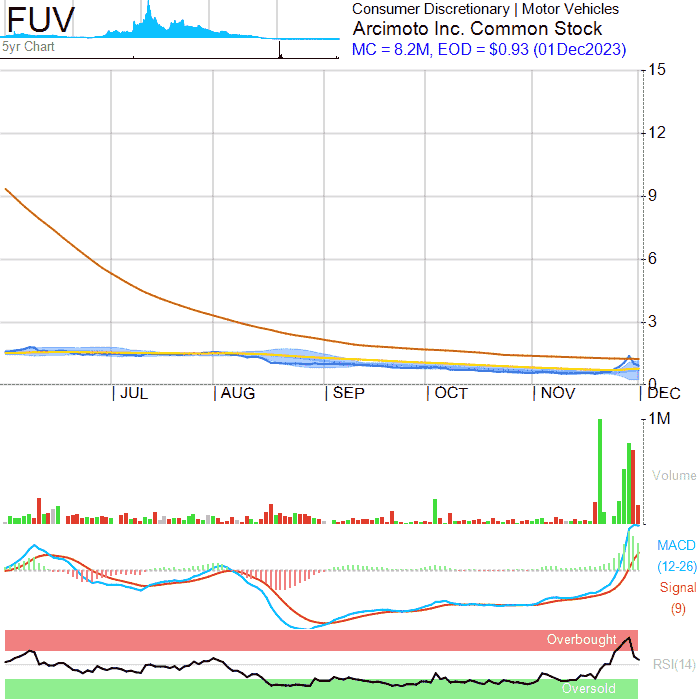 FUV
5yr Chart
Consumer Discretionary | Motor Vehicles
Arcimoto Inc. Common Stock
MC = 8.2M, EOD = $0.93 (01Dec2023)
15
12
9
6
3
0
JUL
AUG
SEP
OCT
NOV
DEC
1M
Volume
MACD
(12-26)
Signal
(9)
Overbought
RSI(14)
Oversold